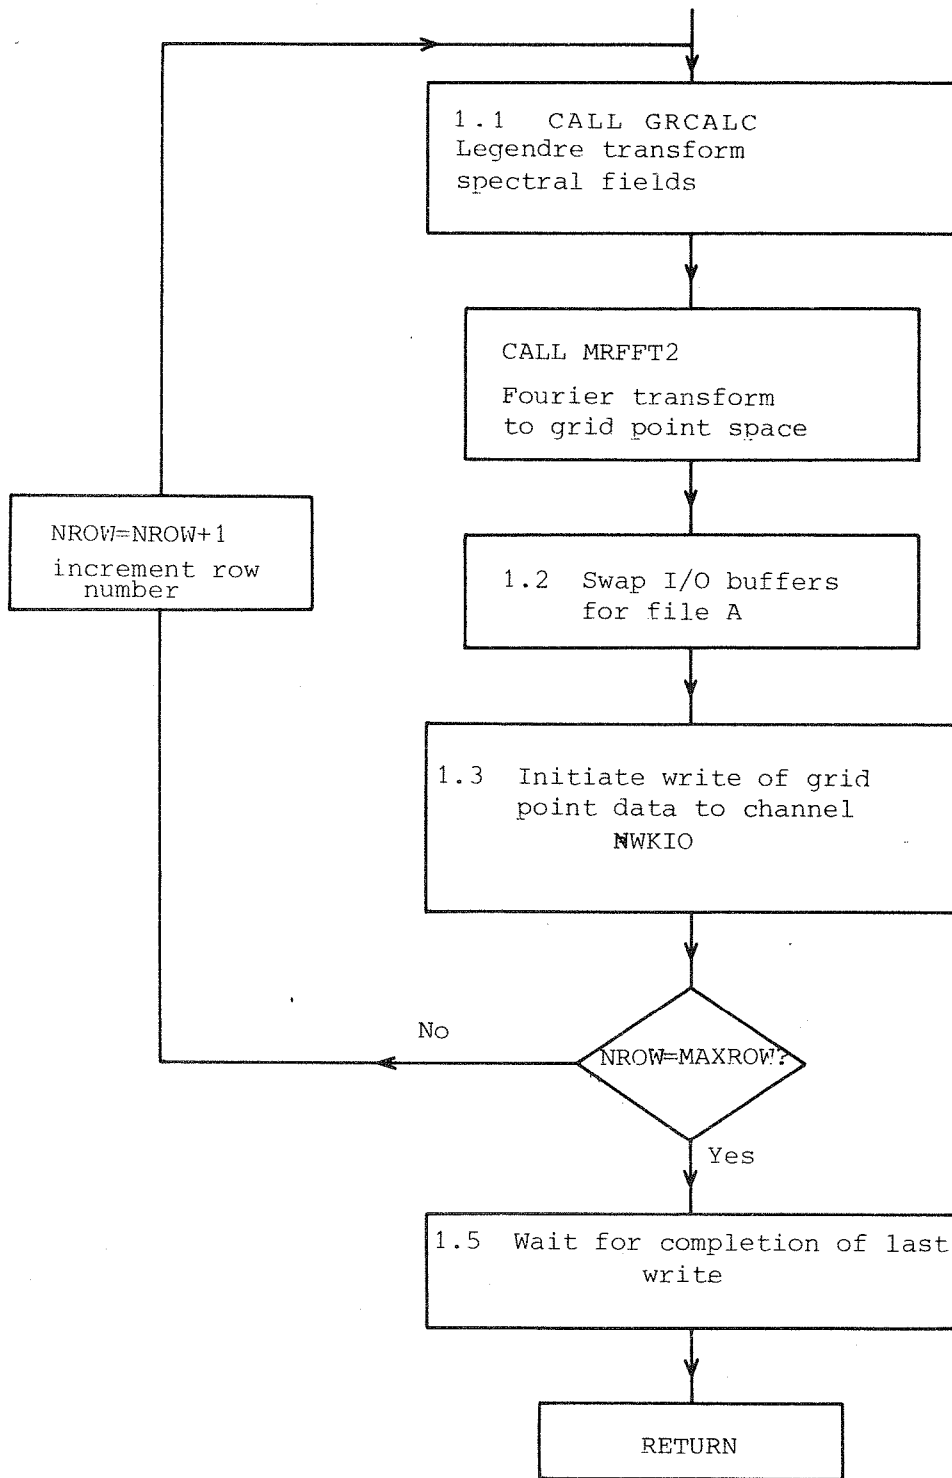 1.1 CALL GRCALC
Legendre transform
spectral fields
CALL MRFFT2
Fourier transform
to grid point space
NROW=NROW+1
increment row
number
1.2 Swap I/O buffers
for file A
1.3 Initiate write of grid
point data to channel
NWKIO
No
NROW=MAXROW?
Yes
1.5 Wait for completion of last
write
RETURN